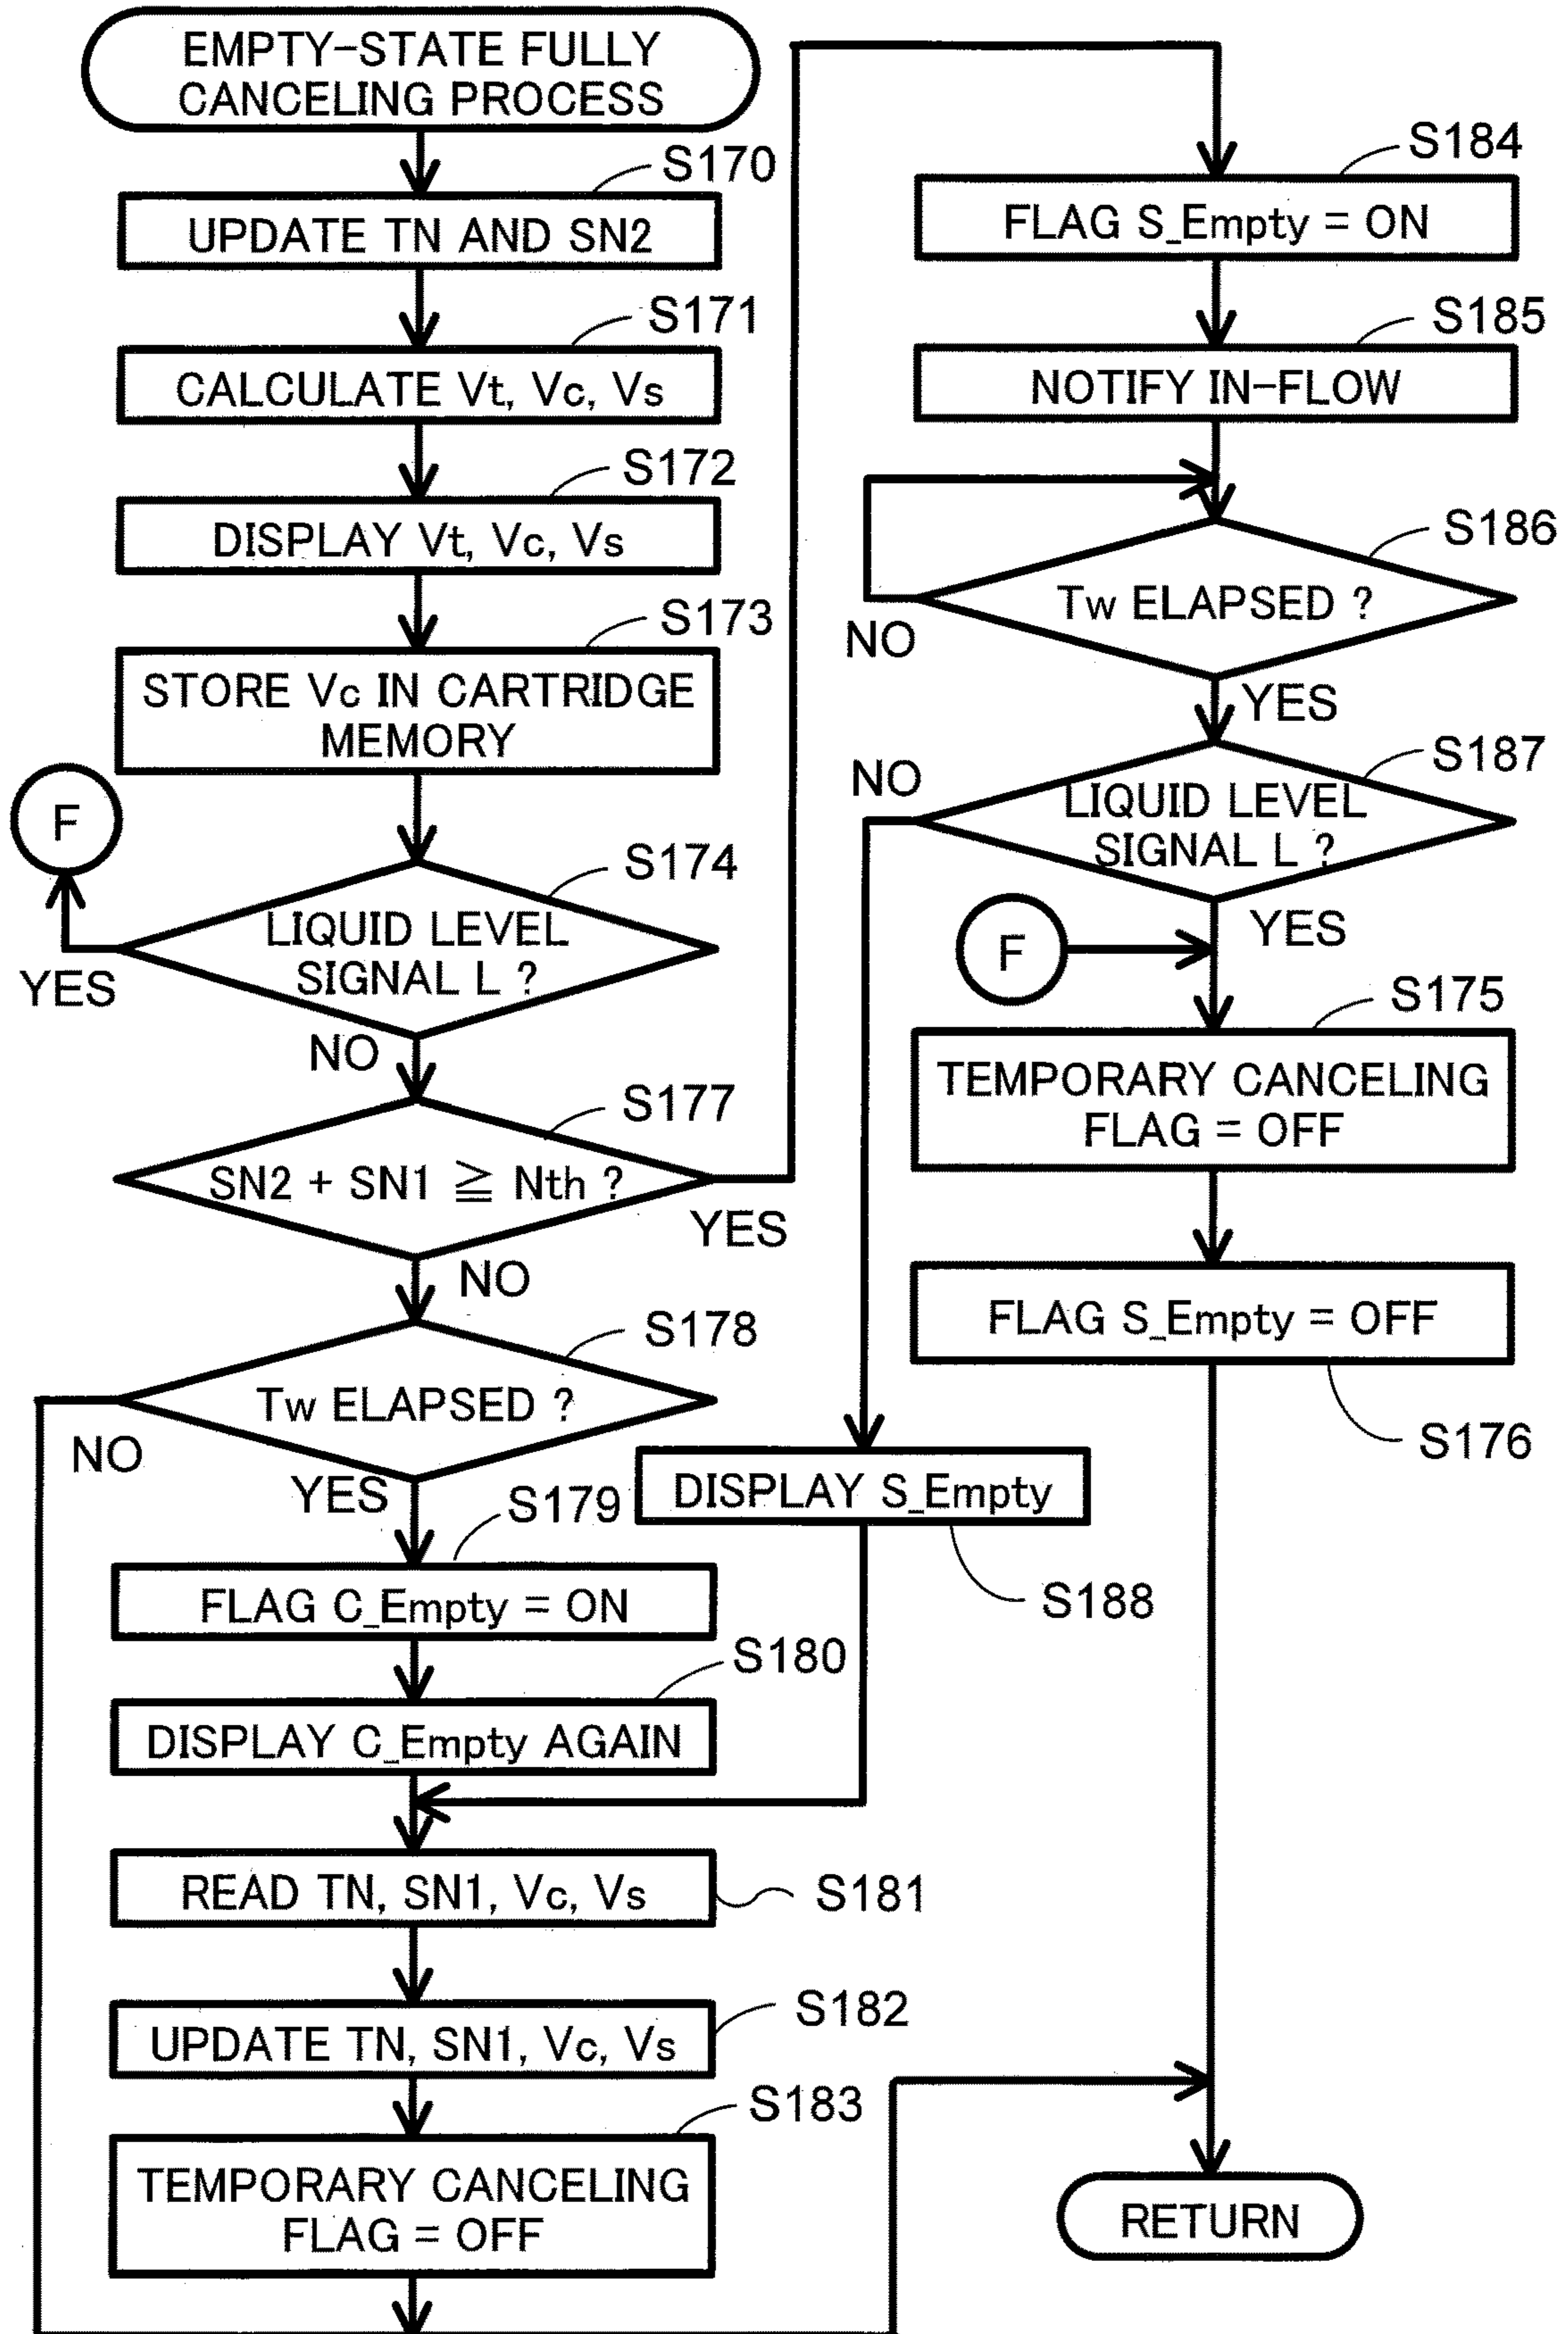 EMPTY-STATE FULLY
CANCELING PROCESS
S170
UPDATE TN AND SN2
S171
CALCULATE Vt, Vc, Vs
S172
DISPLAY Vt, Vc, Vs
S173
STORE Vc IN CARTRIDGE
MEMORY
F
S174
LIQUID LEVEL
SIGNAL L ?
YES
NO
S177
SN2 + SN1 ≧ Nth ?
YES
NO
S178
Tw ELAPSED ?
NO
YES
S179
FLAG C_Empty = ON
S180
DISPLAY C_Empty AGAIN
READ TN, SN1, Vc, Vs
S181
S182
UPDATE TN, SN1, Vc, Vs
S183
TEMPORARY CANCELING
FLAG = OFF
S184
FLAG S_Empty = ON
S185
NOTIFY IN-FLOW
S186
Tw ELAPSED ?
NO
YES
S187
NO
LIQUID LEVEL
SIGNAL L ?
YES
F
S175
TEMPORARY CANCELING
FLAG = OFF
FLAG S_Empty = OFF
S176
DISPLAY S_Empty
S188
RETURN